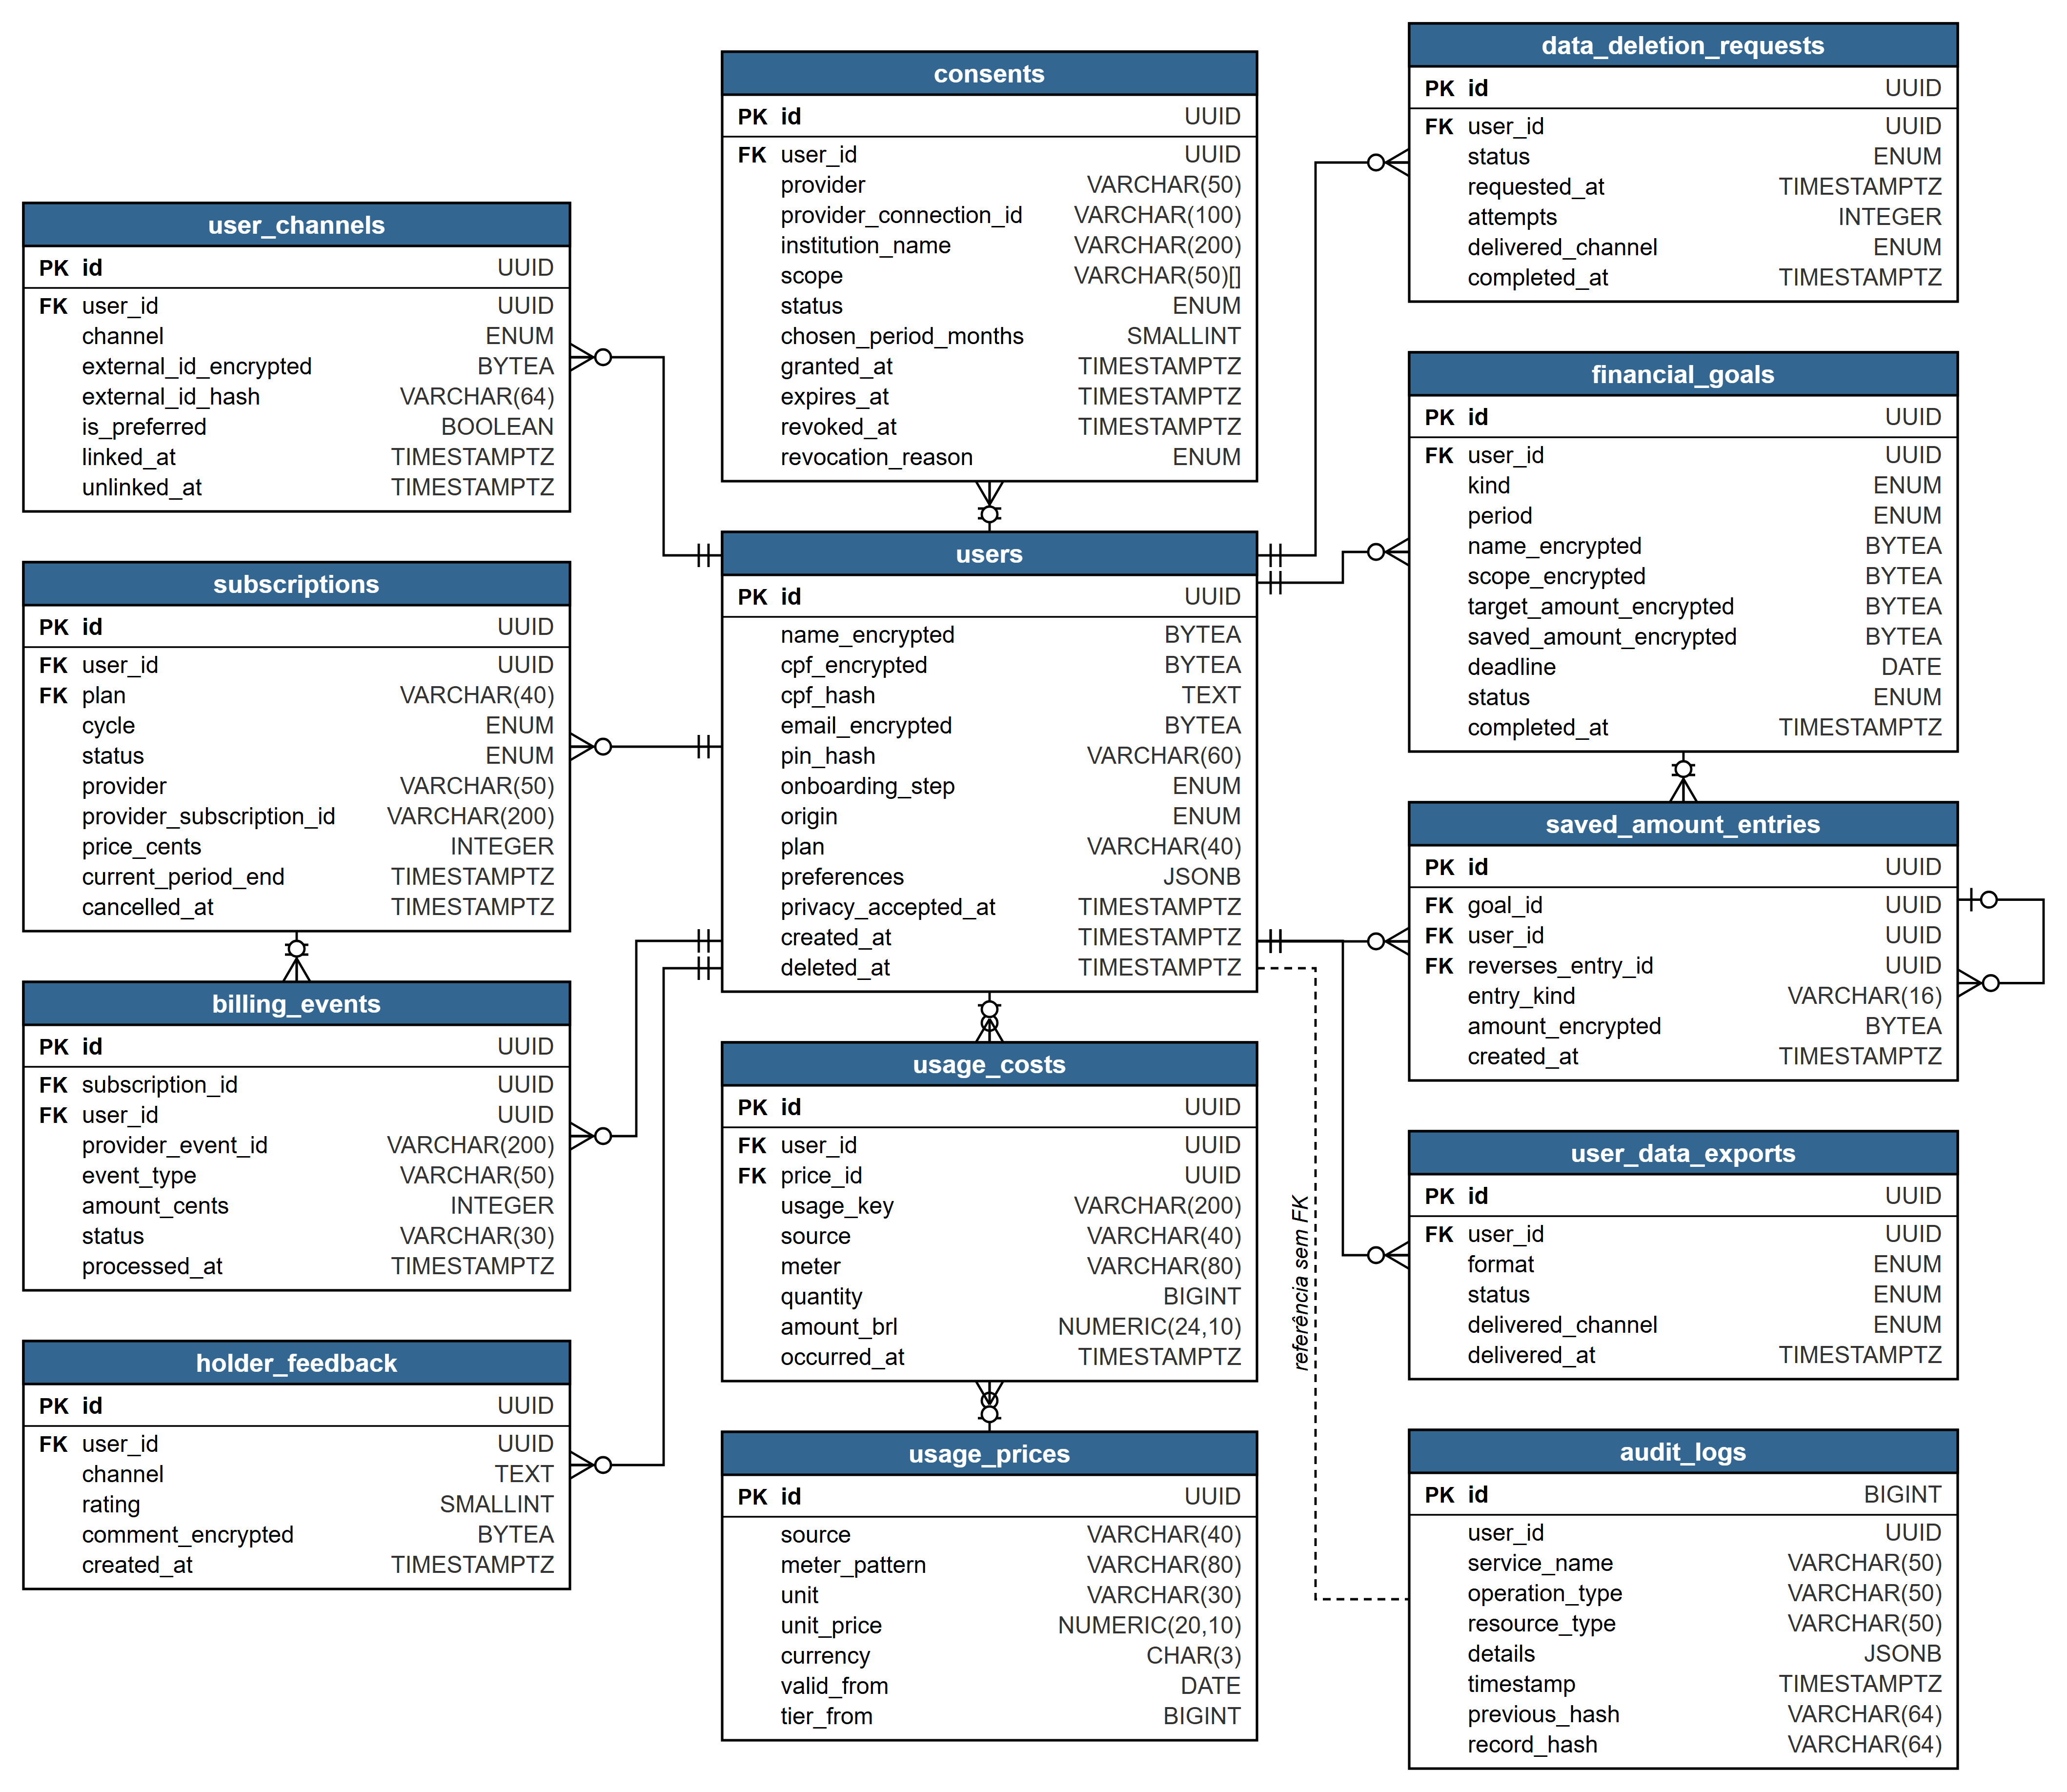 user_channels
PK id UUID
FK user_id UUID
channel ENUM
external_id_encrypted BYTEA
external_id_hash VARCHAR(64)
is_preferred BOOLEAN
linked_at TIMESTAMPTZ
unlinked_at TIMESTAMPTZ
subscriptions
PK id UUID
FK user_id UUID
FK plan VARCHAR(40)
cycle ENUM
status ENUM
provider VARCHAR(50)
provider_subscription_id VARCHAR(200)
price_cents INTEGER
current_period_end TIMESTAMPTZ
cancelled_at TIMESTAMPTZ
billing_events
PK id UUID
FK subscription_id UUID
FK user_id UUID
provider_event_id VARCHAR(200)
event_type VARCHAR(50)
amount_cents INTEGER
status VARCHAR(30)
processed_at TIMESTAMPTZ
holder_feedback
PK id UUID
FK user_id UUID
channel TEXT
rating SMALLINT
comment_encrypted BYTEA
created_at TIMESTAMPTZ
consents
PK id UUID
FK user_id UUID
provider VARCHAR(50)
provider_connection_id VARCHAR(100)
institution_name VARCHAR(200)
scope VARCHAR(50)[]
status ENUM
chosen_period_months SMALLINT
granted_at TIMESTAMPTZ
expires_at TIMESTAMPTZ
revoked_at TIMESTAMPTZ
revocation_reason ENUM
users
PK id UUID
name_encrypted BYTEA
cpf_encrypted BYTEA
cpf_hash TEXT
email_encrypted BYTEA
pin_hash VARCHAR(60)
onboarding_step ENUM
origin ENUM
plan VARCHAR(40)
preferences JSONB
privacy_accepted_at TIMESTAMPTZ
created_at TIMESTAMPTZ
deleted_at TIMESTAMPTZ
usage_costs
PK id UUID
FK user_id UUID
FK price_id UUID
usage_key VARCHAR(200)
source VARCHAR(40)
meter VARCHAR(80)
quantity BIGINT
amount_brl NUMERIC(24,10)
occurred_at TIMESTAMPTZ
usage_prices
PK id UUID
source VARCHAR(40)
meter_pattern VARCHAR(80)
unit VARCHAR(30)
unit_price NUMERIC(20,10)
currency CHAR(3)
valid_from DATE
tier_from BIGINT
referência sem FK
data_deletion_requests
PK id UUID
FK user_id UUID
status ENUM
requested_at TIMESTAMPTZ
attempts INTEGER
delivered_channel ENUM
completed_at TIMESTAMPTZ
financial_goals
PK id UUID
FK user_id UUID
kind ENUM
period ENUM
name_encrypted BYTEA
scope_encrypted BYTEA
target_amount_encrypted BYTEA
saved_amount_encrypted BYTEA
deadline DATE
status ENUM
completed_at TIMESTAMPTZ
saved_amount_entries
PK id UUID
FK goal_id UUID
FK user_id UUID
FK reverses_entry_id UUID
entry_kind VARCHAR(16)
amount_encrypted BYTEA
created_at TIMESTAMPTZ
user_data_exports
PK id UUID
FK user_id UUID
format ENUM
status ENUM
delivered_channel ENUM
delivered_at TIMESTAMPTZ
audit_logs
PK id BIGINT
user_id UUID
service_name VARCHAR(50)
operation_type VARCHAR(50)
resource_type VARCHAR(50)
details JSONB
timestamp TIMESTAMPTZ
previous_hash VARCHAR(64)
record_hash VARCHAR(64)